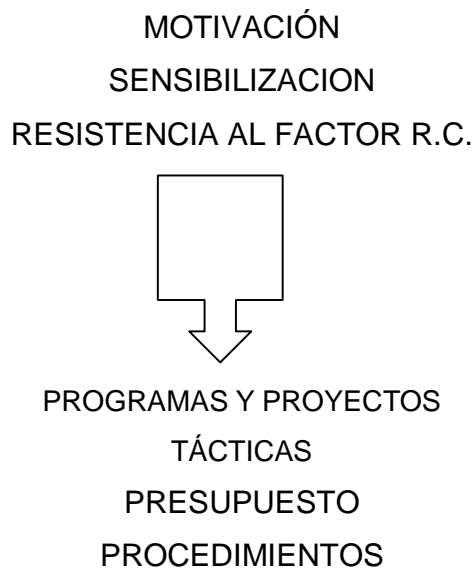 MOTIVACIÓN
SENSIBILIZACION
RESISTENCIA AL FACTOR R.C.
PROGRAMAS Y PROYECTOS
TÁCTICAS
PRESUPUESTO
PROCEDIMIENTOS